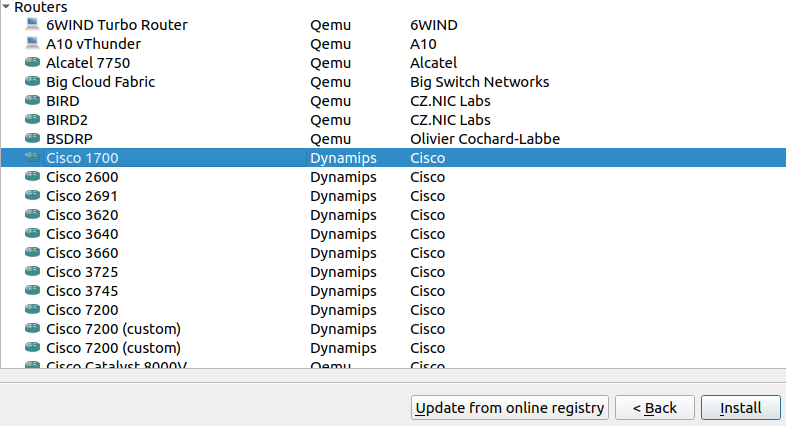 Routers
6WIND Turbo Router Qemu 6WIND
A10 vThunder Qemu A10
Alcatel 7750 Qemu Alcatel
Big Cloud Fabric Qemu Big Switch Networks
BIRD Qemu CZ.NIC Labs
BIRD2 Qemu CZ.NIC Labs
BSDRP Qemu Olivier Cochard-Labbe
Cisco 1700 Dynamips Cisco
Cisco 2600 Dynamips Cisco
Cisco 2691 Dynamips Cisco
Cisco 3620 Dynamips Cisco
Cisco 3640 Dynamips Cisco
Cisco 3660 Dynamips Cisco
Cisco 3725 Dynamips Cisco
Cisco 3745 Dynamips Cisco
Cisco 7200 Dynamips Cisco
Cisco 7200 (custom) Dynamips Cisco
Cisco 7200 (custom) Dynamips Cisco
Cisco Catalyst 8000V Qemu Cisco
Update from online registry < Back Install